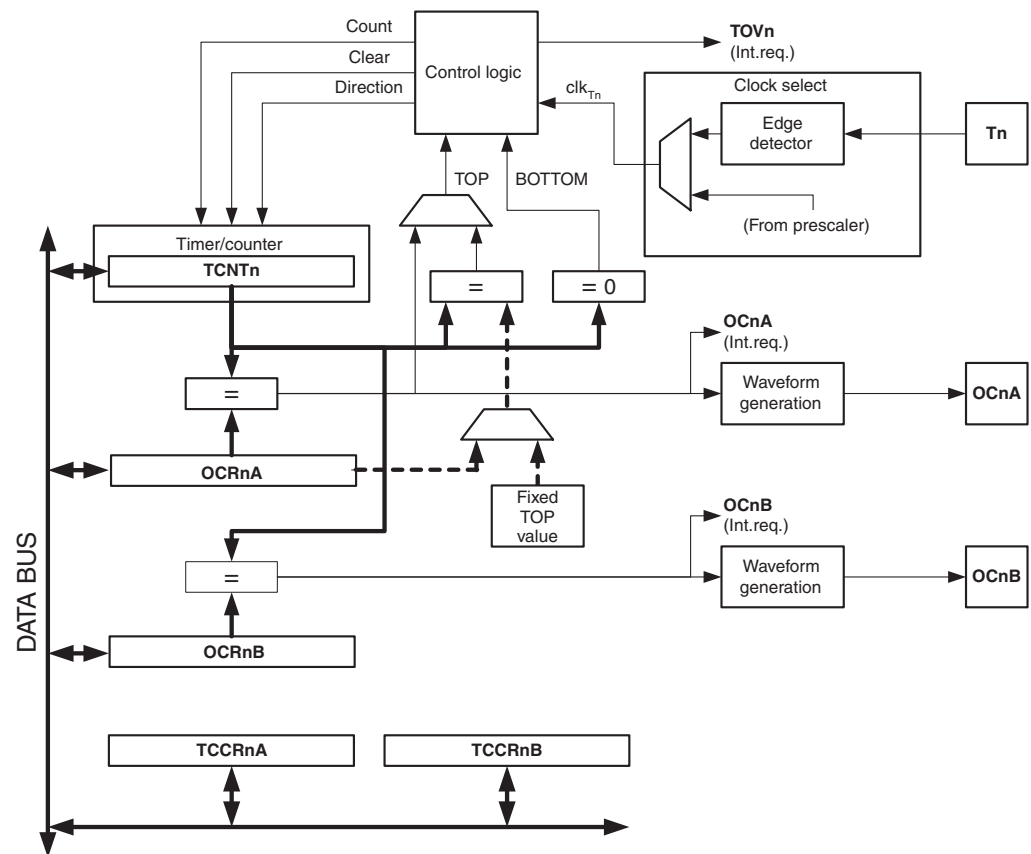 Count
TOVn
(Int.req.)
Clear
Control logic
Clock select
Direction
clkTn
Edge
detector
Tn
TOP
BOTTOM
(From prescaler)
Timer/counter
TCNTn
=
= 0
OCnA
(Int.req.)
=
Waveform
generation
OCnA
OCRnA
Fixed
TOP
value
OCnB
(Int.req.)
=
Waveform
generation
OCnB
DATA BUS
OCRnB
TCCRnA
TCCRnB